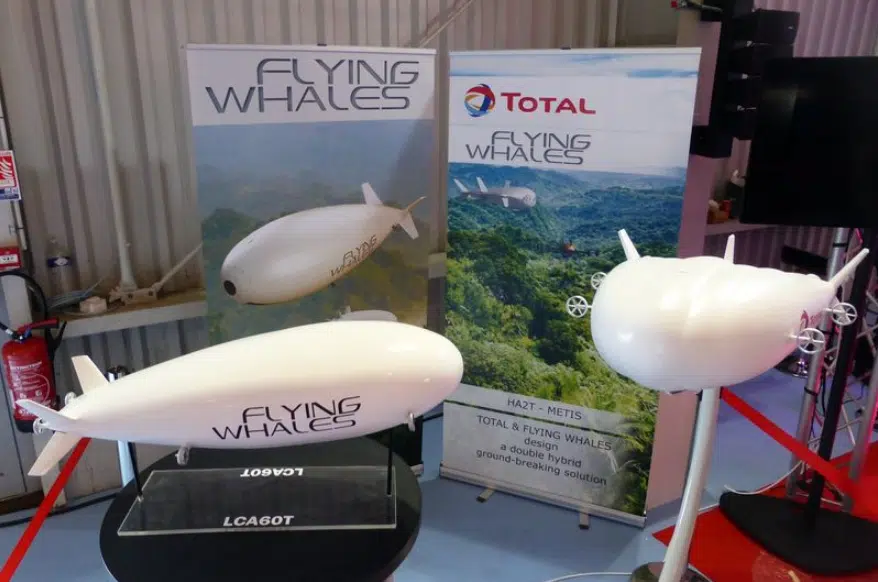 FLYING
WHALES
FLYING
WHALES
TOTAL
FLYING
WHALES
HA2T - METIS
TOTAL & FLYING WHALES
design
a double hybrid
ground-breaking solution
FLYING
WHALES
LCA60T
LCA60T